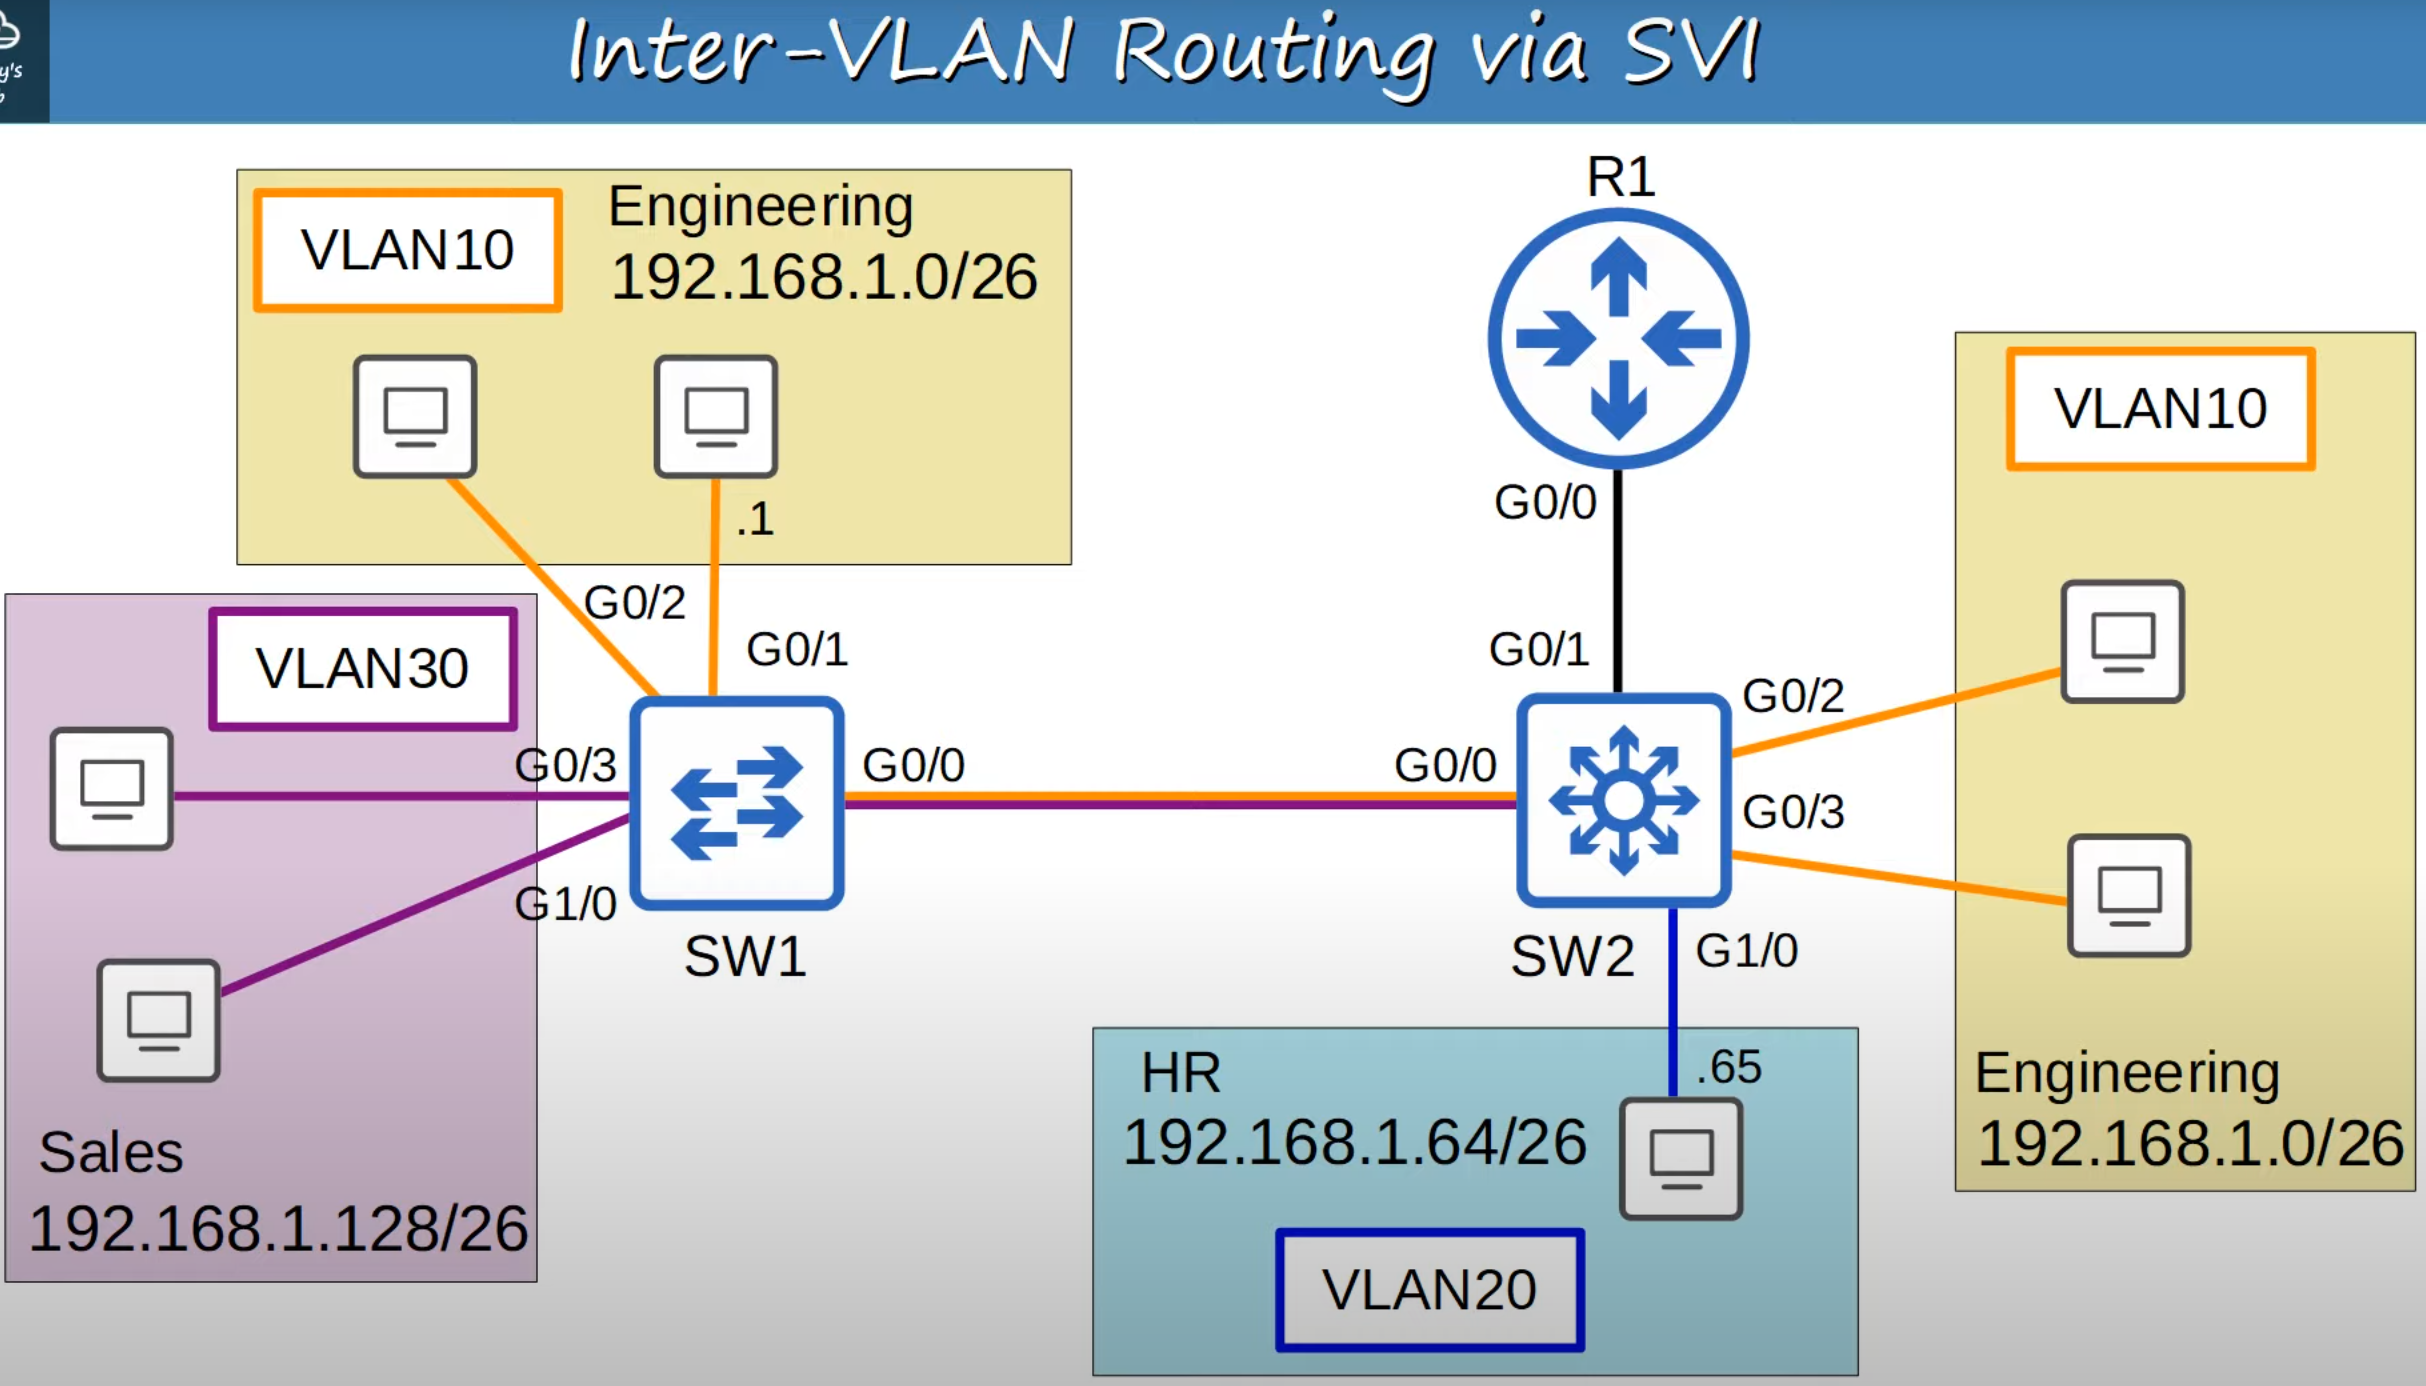 Inter-VLAN Routing via SVI
y's
R1
VLAN10
Engineering
192.168.1.0/26
.1
G0/2
G0/1
VLAN30
G0/3
G1/0
Sales
192.168.1.128/26
SW1
G0/0
G0/0
G0/0
G0/1
SW2
G0/2
G0/3
G1/0
VLAN10
Engineering
192.168.1.0/26
HR
192.168.1.64/26
.65
VLAN20